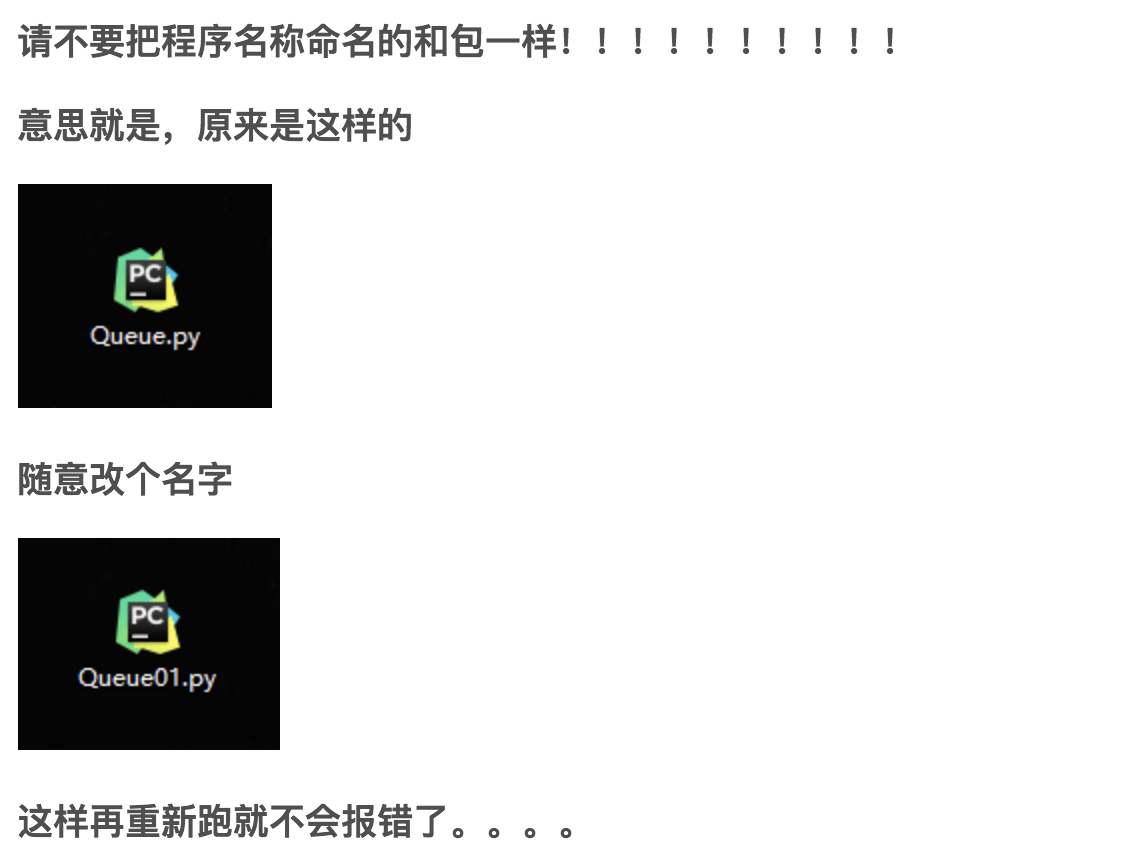 请不要把程序名称命名的和包一样！！！！！！！！！！
意思就是，原来是这样的
PC
Queue.py
随意改个名字
PC
Queue01.py
这样再重新跑就不会报错了。。。。